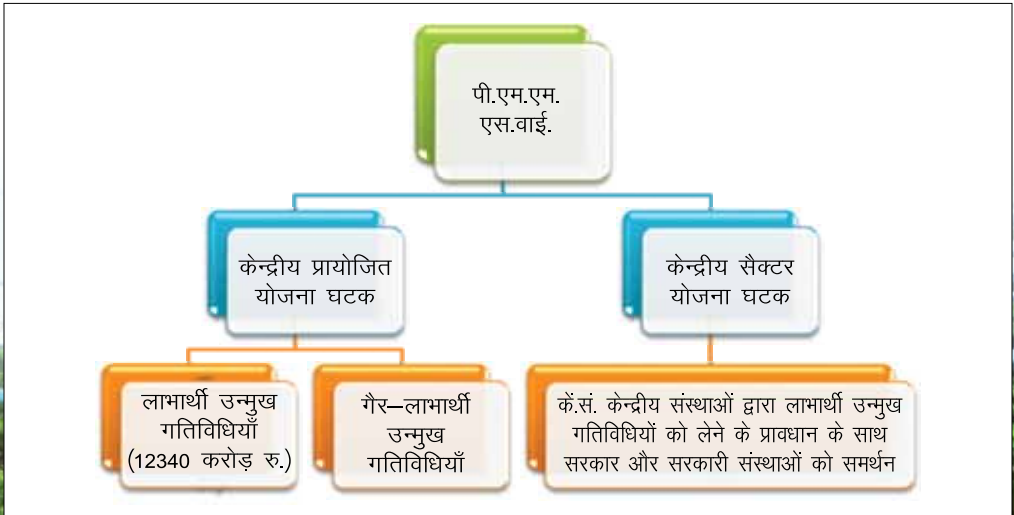 पी.एम.एम.
एस.वाई.
केन्द्रीय प्रायोजित
योजना घटक
केन्द्रीय सैक्टर
योजना घटक
लाभार्थी उन्मुख
गतिविधियाँ
(12340 करोड़ रु.)
गैर–लाभार्थी
उन्मुख
गतिविधियाँ
कें.सं. केन्द्रीय संस्थाओं द्वारा लाभार्थी उन्मुख
गतिविधियों को लेने के प्रावधान के साथ
सरकार और सरकारी संस्थाओं को समर्थन